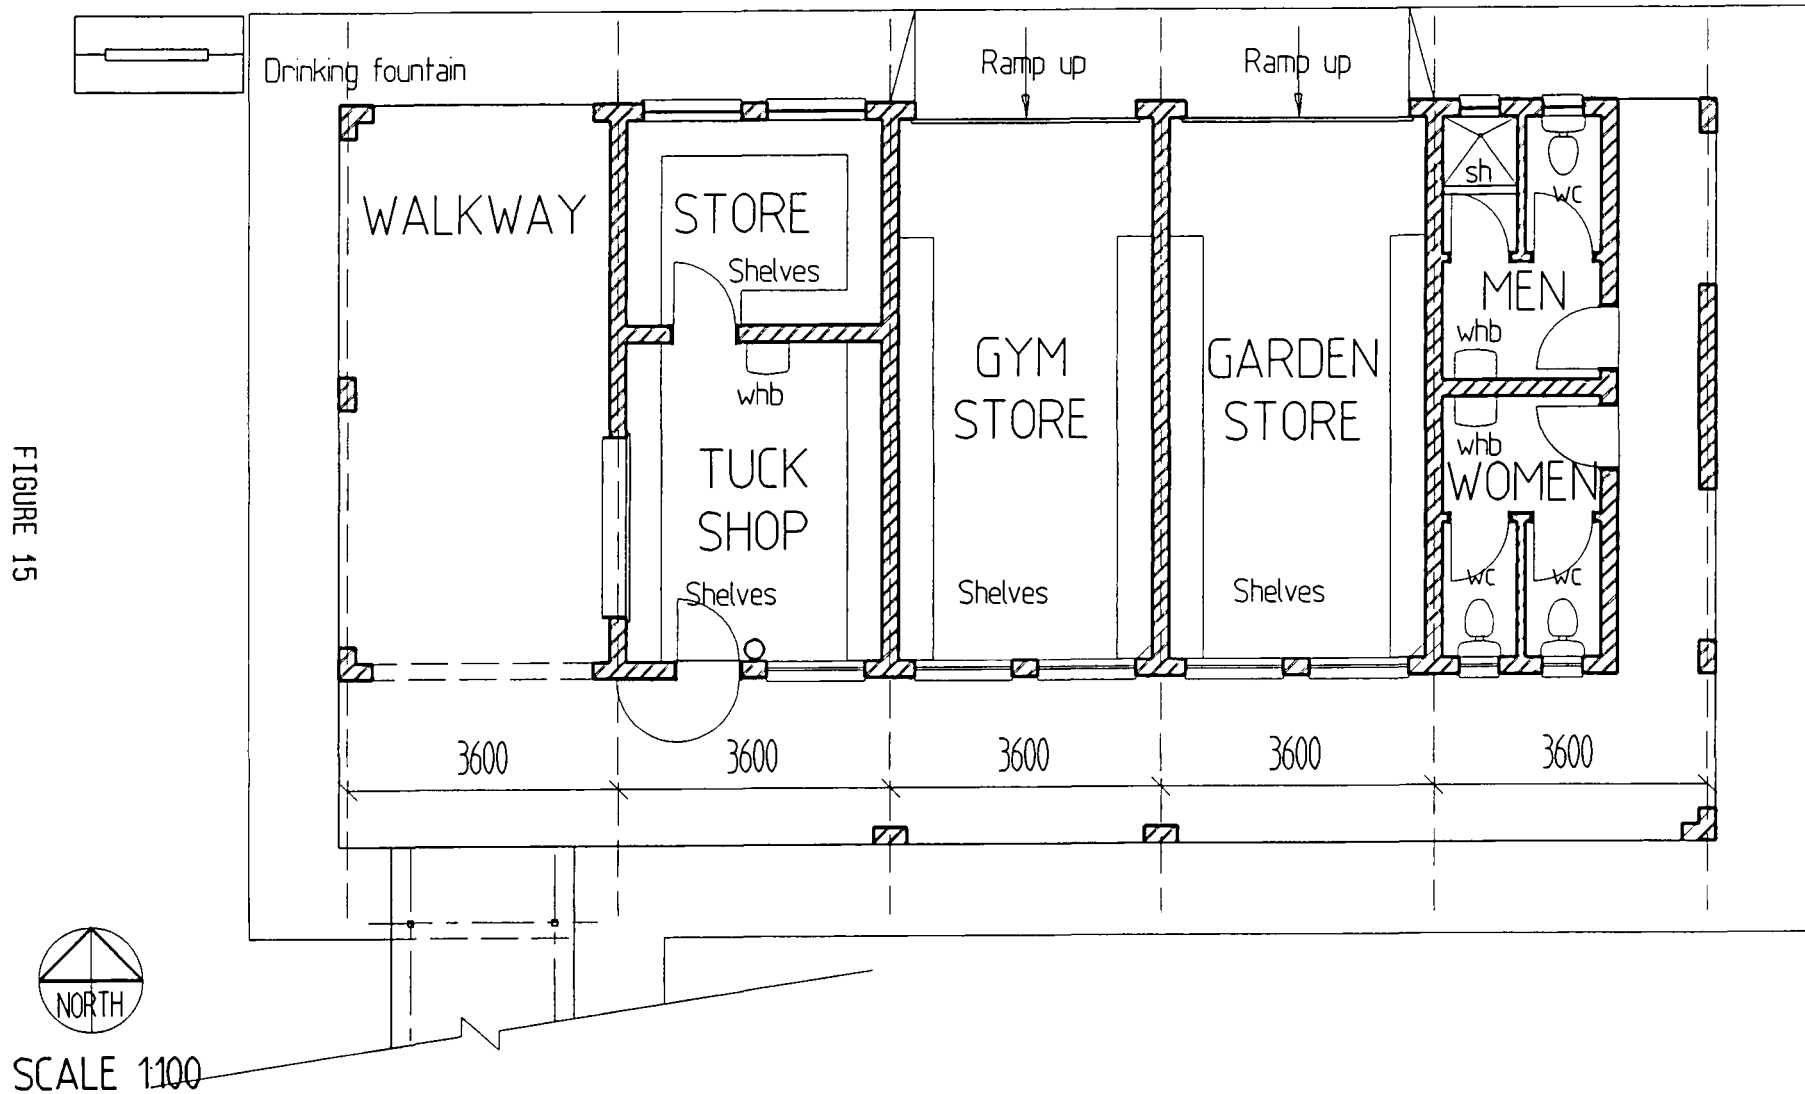 Drinking fountain
Ramp up
Ramp up
WALKWAY
STORE
Shelves
sh
wc
MEN
whb
GYM
STORE
GARDEN
STORE
whb
TUCK
SHOP
whb
WOMEN
Shelves
Shelves
Shelves
wc
wc
3600
3600
3600
3600
3600
FIGURE 15
NORTH
SCALE 1:100